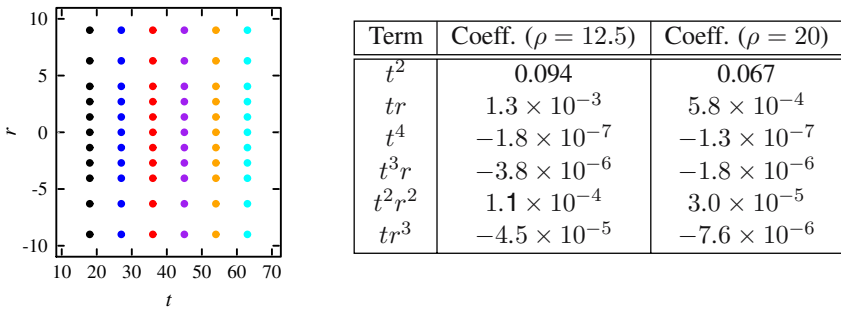 10
5
0
-5
-10
r
10 20 30 40 50 60 70
t
Term Coeff. (ρ = 12.5) Coeff. (ρ = 20)
t² 0.094 0.067
tr 1.3 × 10⁻³ 5.8 × 10⁻⁴
t⁴ −1.8 × 10⁻⁷ −1.3 × 10⁻⁷
t³r −3.8 × 10⁻⁶ −1.8 × 10⁻⁶
t²r² 1.1 × 10⁻⁴ 3.0 × 10⁻⁵
tr³ −4.5 × 10⁻⁵ −7.6 × 10⁻⁶